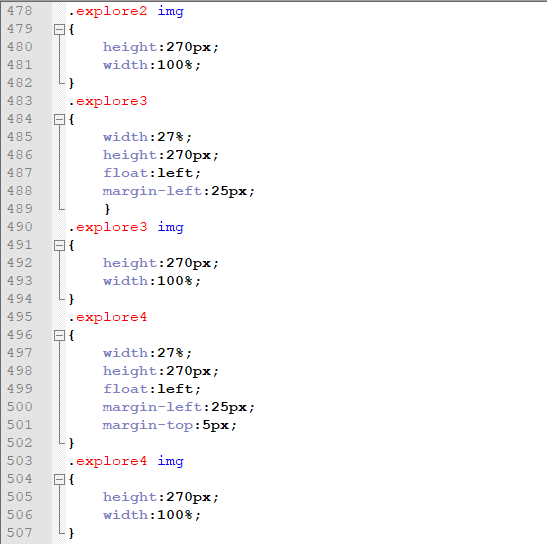 478 .explore2 img
479 {
480 height:270px;
481 width:100%;
482 }
483 .explore3
484 {
485 width:27%;
486 height:270px;
487 float:left;
488 margin-left:25px;
489 }
490 .explore3 img
491 {
492 height:270px;
493 width:100%;
494 }
495 .explore4
496 {
497 width:27%;
498 height:270px;
499 float:left;
500 margin-left:25px;
501 margin-top:5px;
502 }
503 .explore4 img
504 {
505 height:270px;
506 width:100%;
507 }